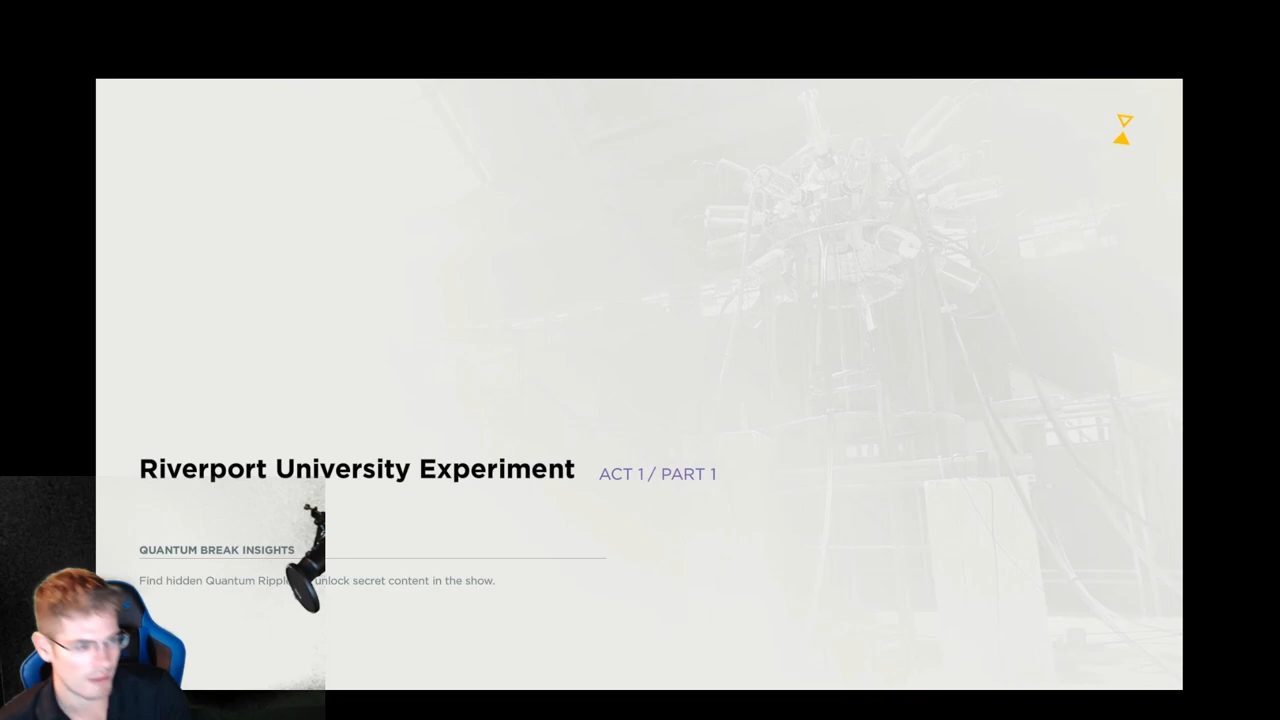 Riverport University Experiment ACT 1 / PART 1
QUANTUM BREAK INSIGHTS
Find hidden Quantum Rippl unlock secret content in the show.